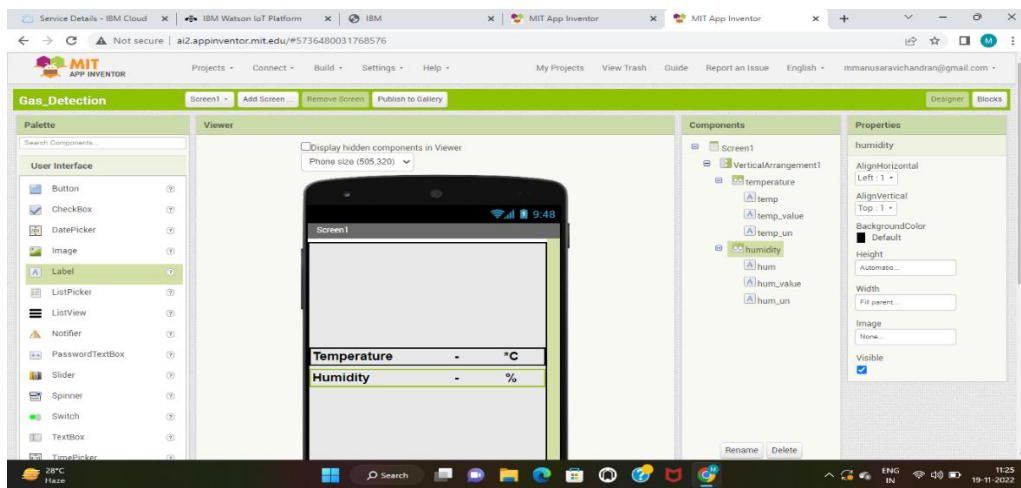 Service Details - IBM Cloud
IBM Watson IoT Platform
IBM
MIT App Inventor
MIT App Inventor
Not secure | ai2.appinventor.mit.edu/#5736480031768576
M
MIT
APP INVENTOR
Projects
Connect
Build
Settings
Help
My Projects
View Trash
Guide
Report an Issue
English
mmanusaravichandran@gmail.com
Gas_Detection
Screen1
Add Screen ...
Remove Screen
Publish to Gallery
Designer
Blocks
Palette
Search Components...
User Interface
Button
CheckBox
DatePicker
Image
Label
ListPicker
ListView
Notifier
PasswordTextBox
Slider
Spinner
Switch
TextBox
TimePicker
Viewer
Display hidden components in Viewer
Phone size (505,320)
9:48
Screen1
Temperature - °C
Humidity - %
Components
Screen1
VerticalArrangement1
temperature
temp
temp_value
temp_un
humidity
hum
hum_value
hum_un
Rename
Delete
Properties
humidity
AlignHorizontal
Left : 1
AlignVertical
Top : 1
BackgroundColor
Default
Height
Automatic...
Width
Fill parent...
Image
None...
Visible
28°C
Haze
Search
ENG
IN
11:25
19-11-2022